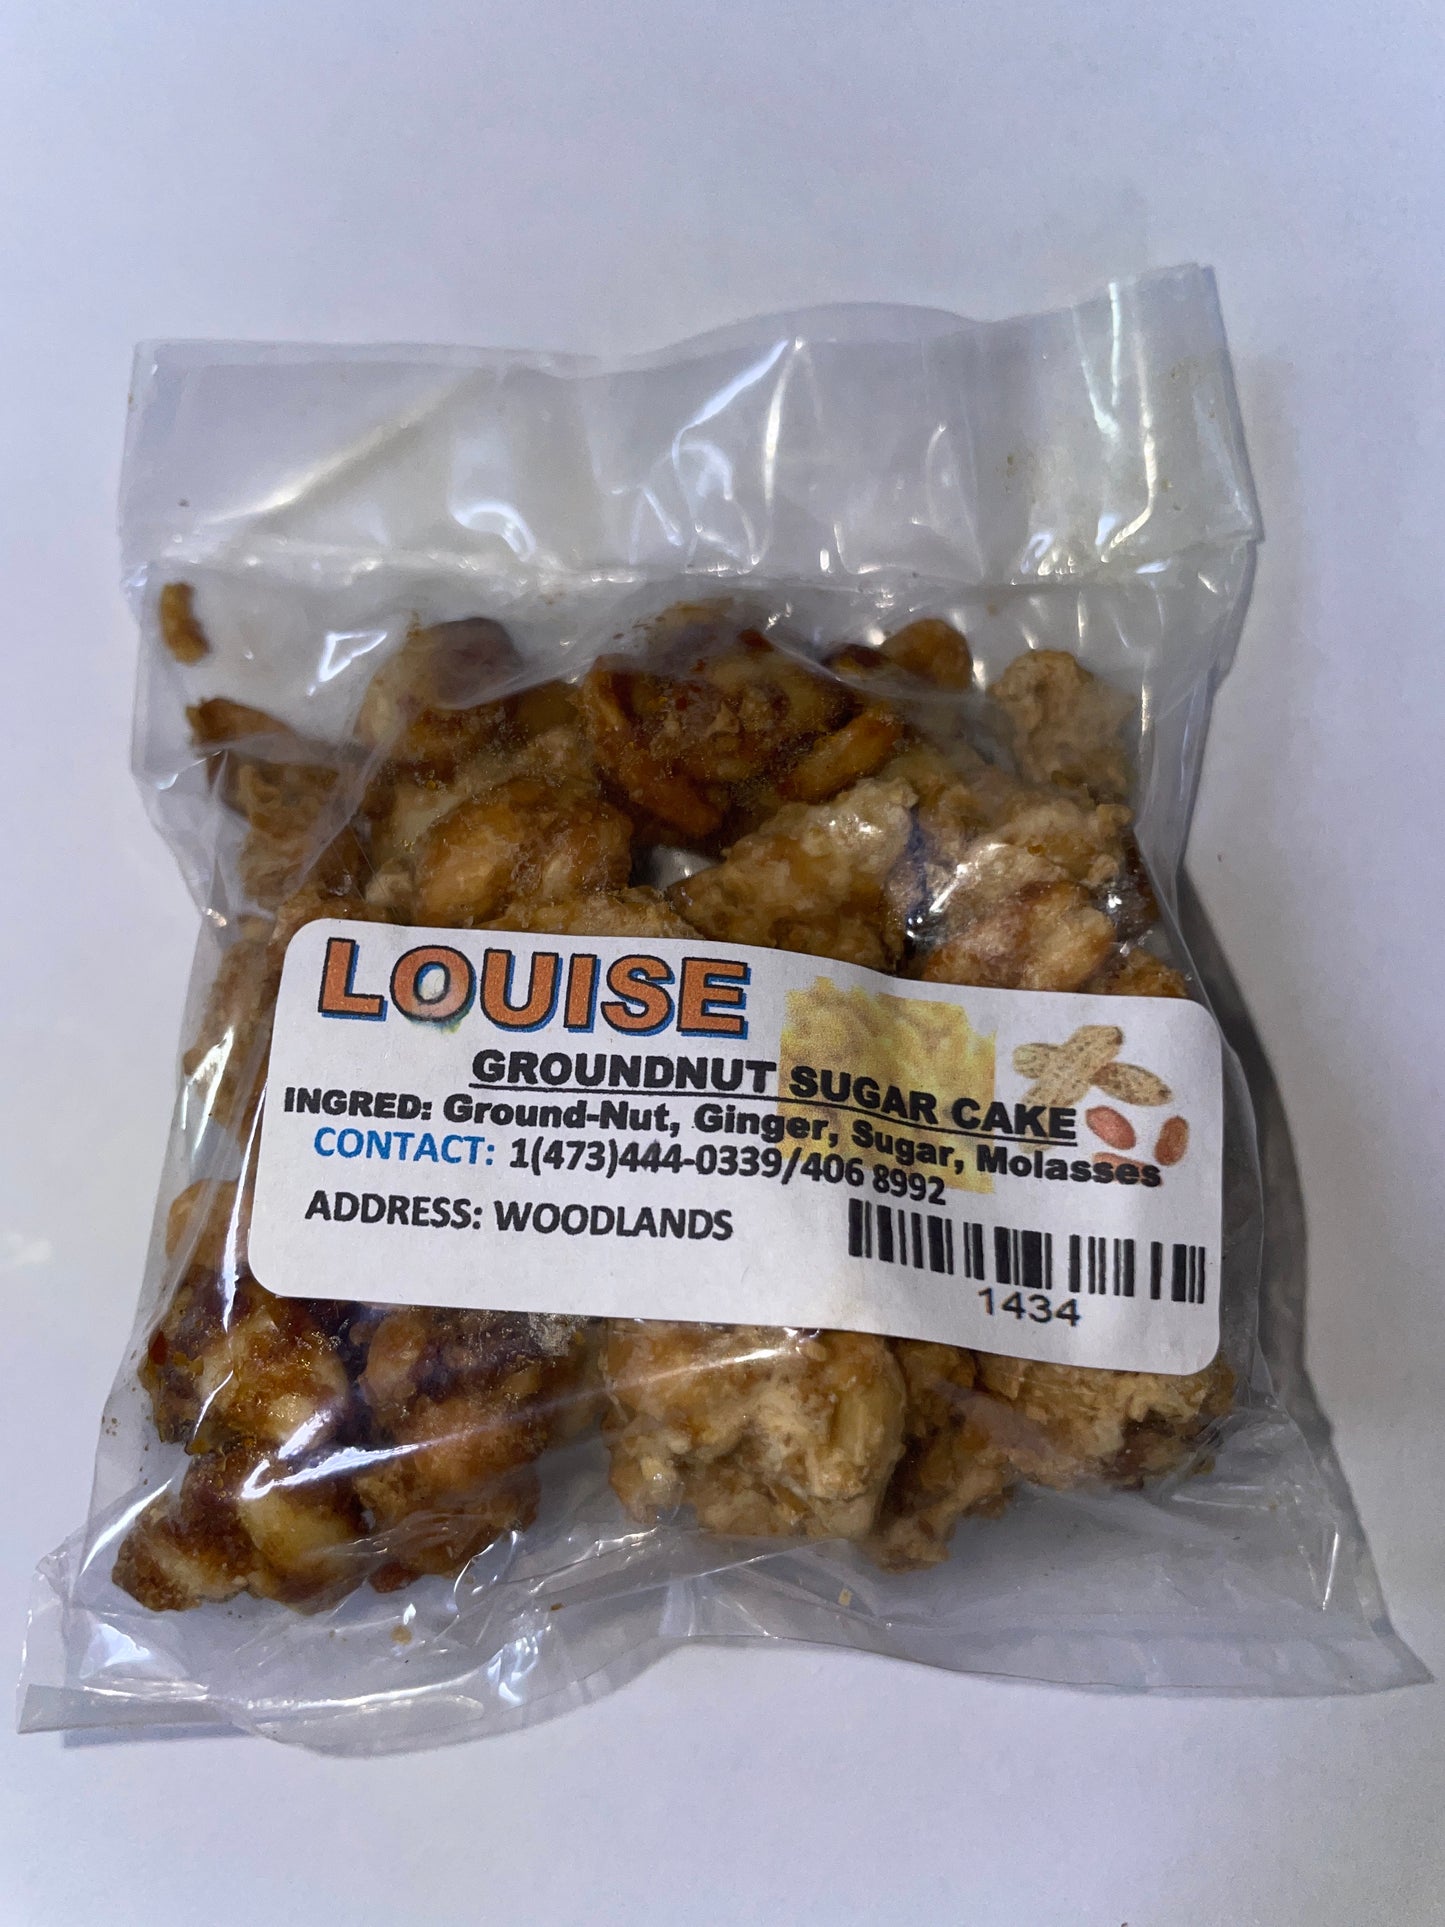 LOUISE
GROUNDNUT SUGAR CAKE
INGRED: Ground-Nut, Ginger, Sugar, Molasses
CONTACT: 1(473)444-0339/406 8992
ADDRESS: WOODLANDS
1434